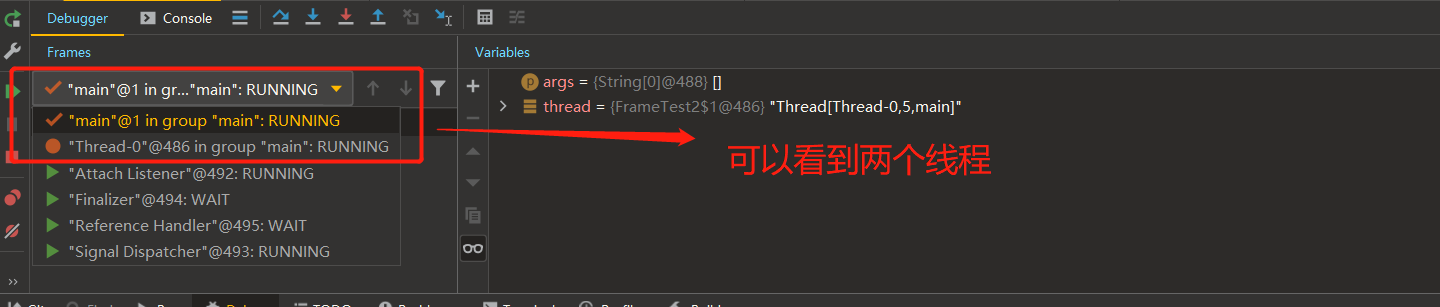 Debugger
Console
Frames
Variables
"main"@1 in gr..."main": RUNNING
"main"@1 in group "main": RUNNING
"Thread-0"@486 in group "main": RUNNING
"Attach Listener"@492: RUNNING
"Finalizer"@494: WAIT
"Reference Handler"@495: WAIT
"Signal Dispatcher"@493: RUNNING
p args = {String[0]@488} []
thread = {FrameTest2$1@486} "Thread[Thread-0,5,main]"
可以看到两个线程